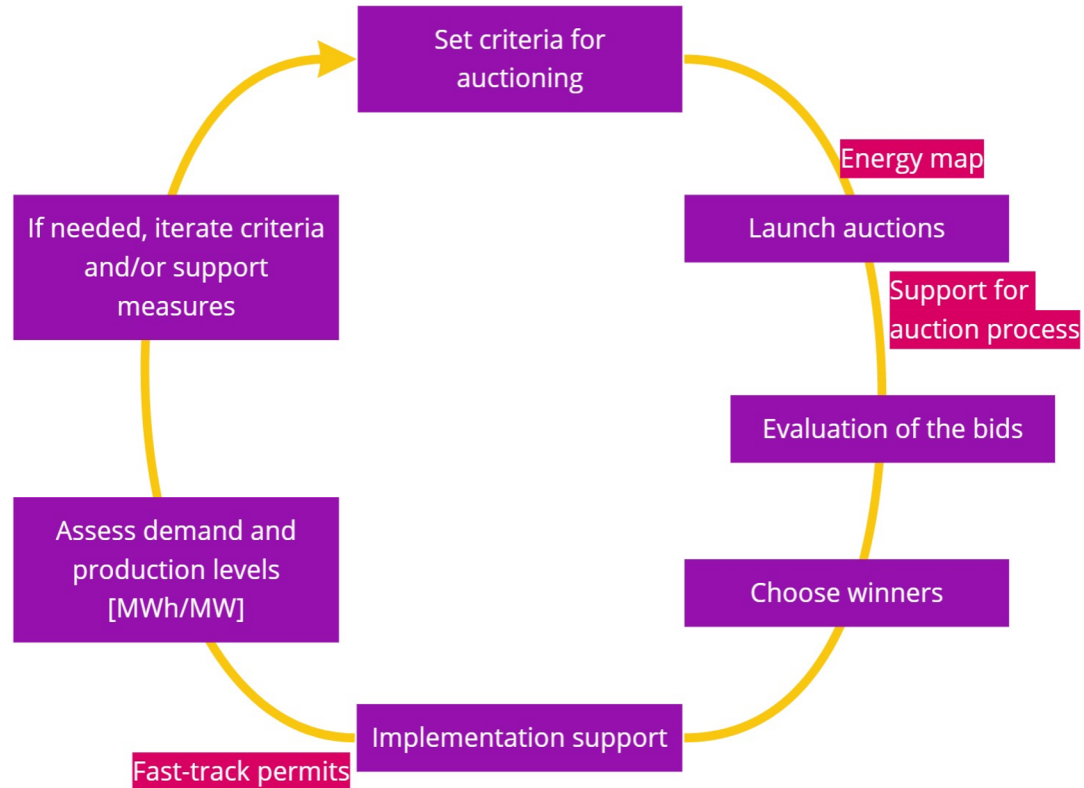 Set criteria for
auctioning
Energy map
Launch auctions
Support for
auction process
Evaluation of the bids
Choose winners
Implementation support
Fast-track permits
Assess demand and
production levels
[MWh/MW]
If needed, iterate criteria
and/or support
measures